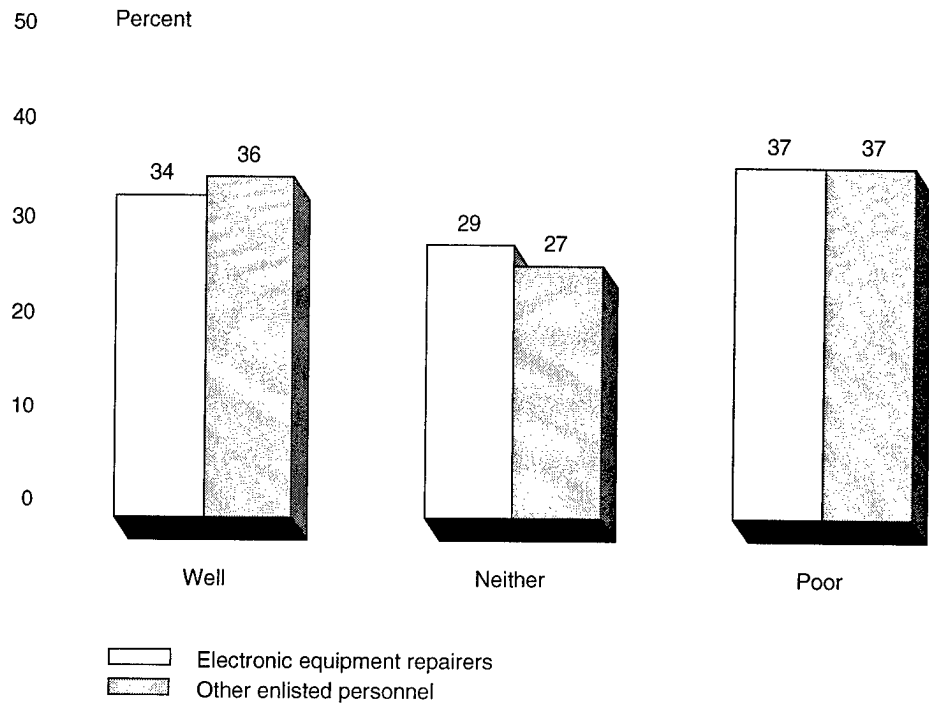 50 Percent
40
37 37
36
34
30
29
27
20
10
0
Well Neither Poor
Electronic equipment repairers
Other enlisted personnel